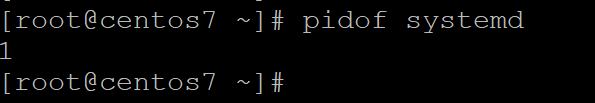 [root@centos7 ~]# pidof systemd
1
[root@centos7 ~]#